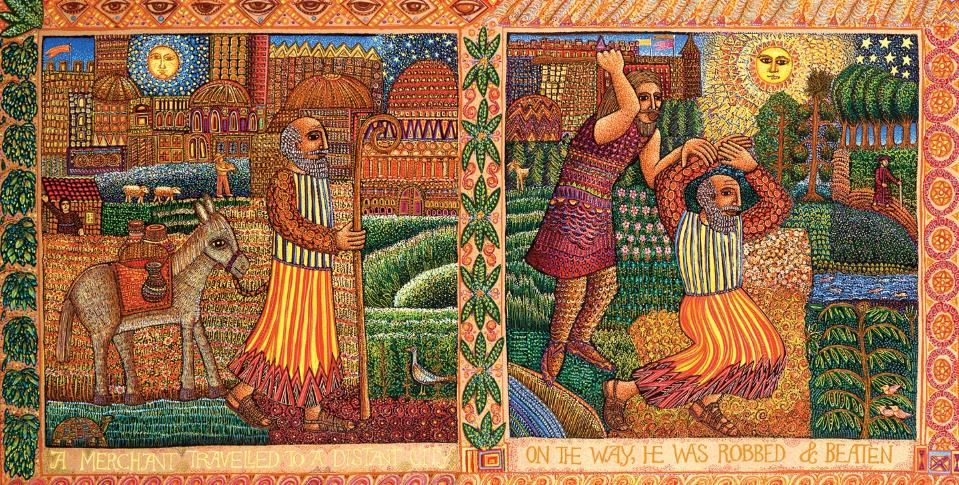 A MERCHANT TRAVELLED TO A DISTANT CITY
ON THE WAY, HE WAS ROBBED & BEATEN